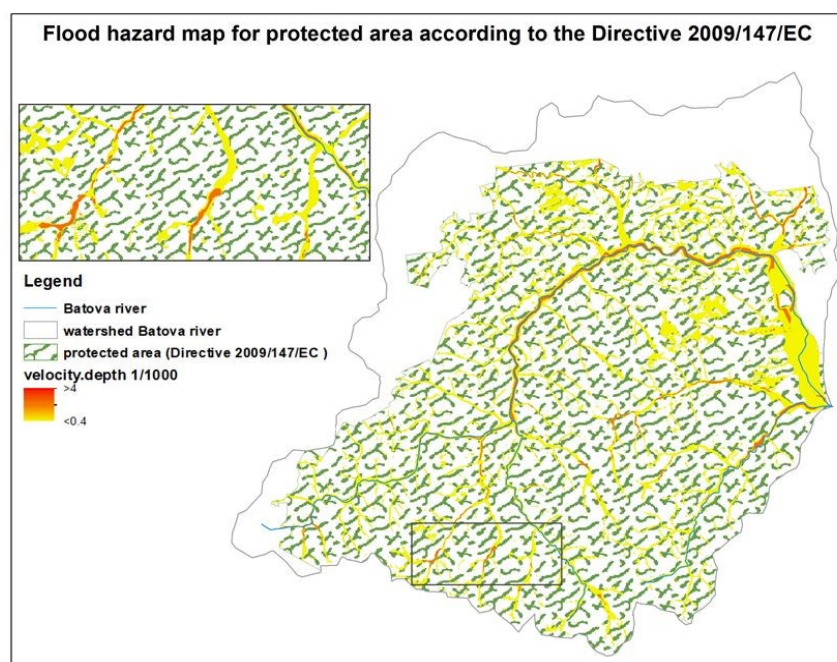 Flood hazard map for protected area according to the Directive 2009/147/EC
Legend
Batova river
watershed Batova river
protected area (Directive 2009/147/EC )
velocity.depth 1/1000
>4
<0.4